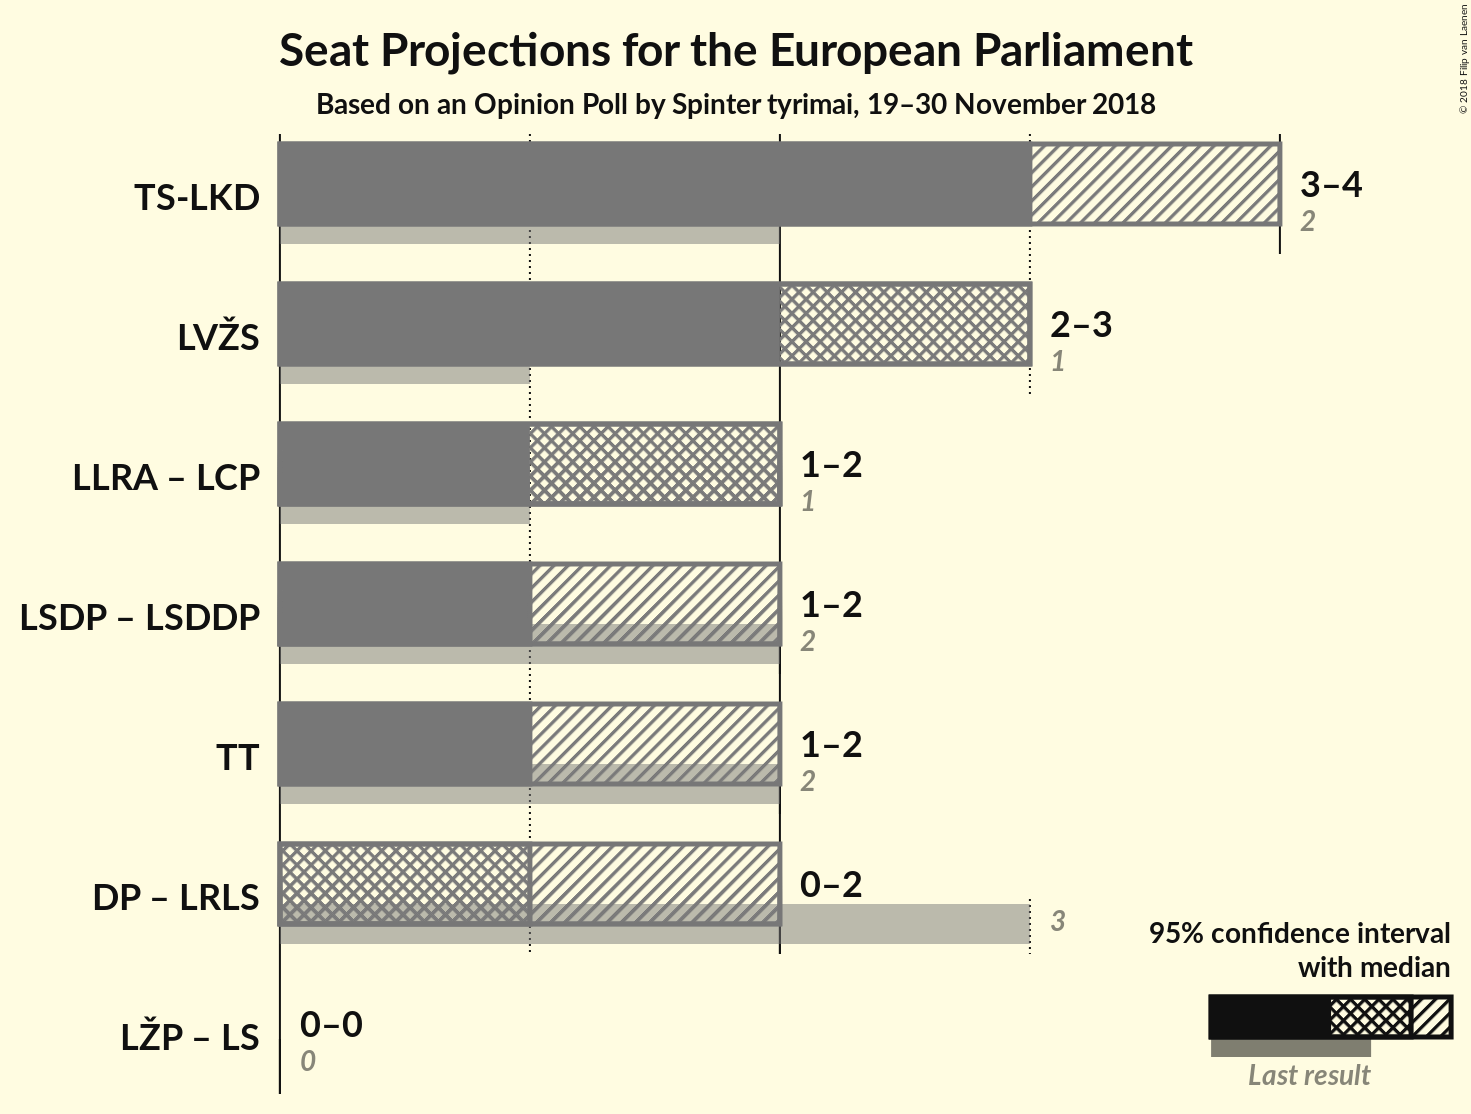 Seat Projections for the European Parliament
Based on an Opinion Poll by Spinter tyrimai, 19–30 November 2018
© 2018 Filip van Laenen
TS-LKD
3–4
2
LVŽS
2–3
1
LLRA – LCP
1–2
1
LSDP – LSDDP
1–2
2
TT
1–2
2
DP – LRLS
0–2
3
LŽP – LS
0–0
0
95% confidence interval
with median
Last result